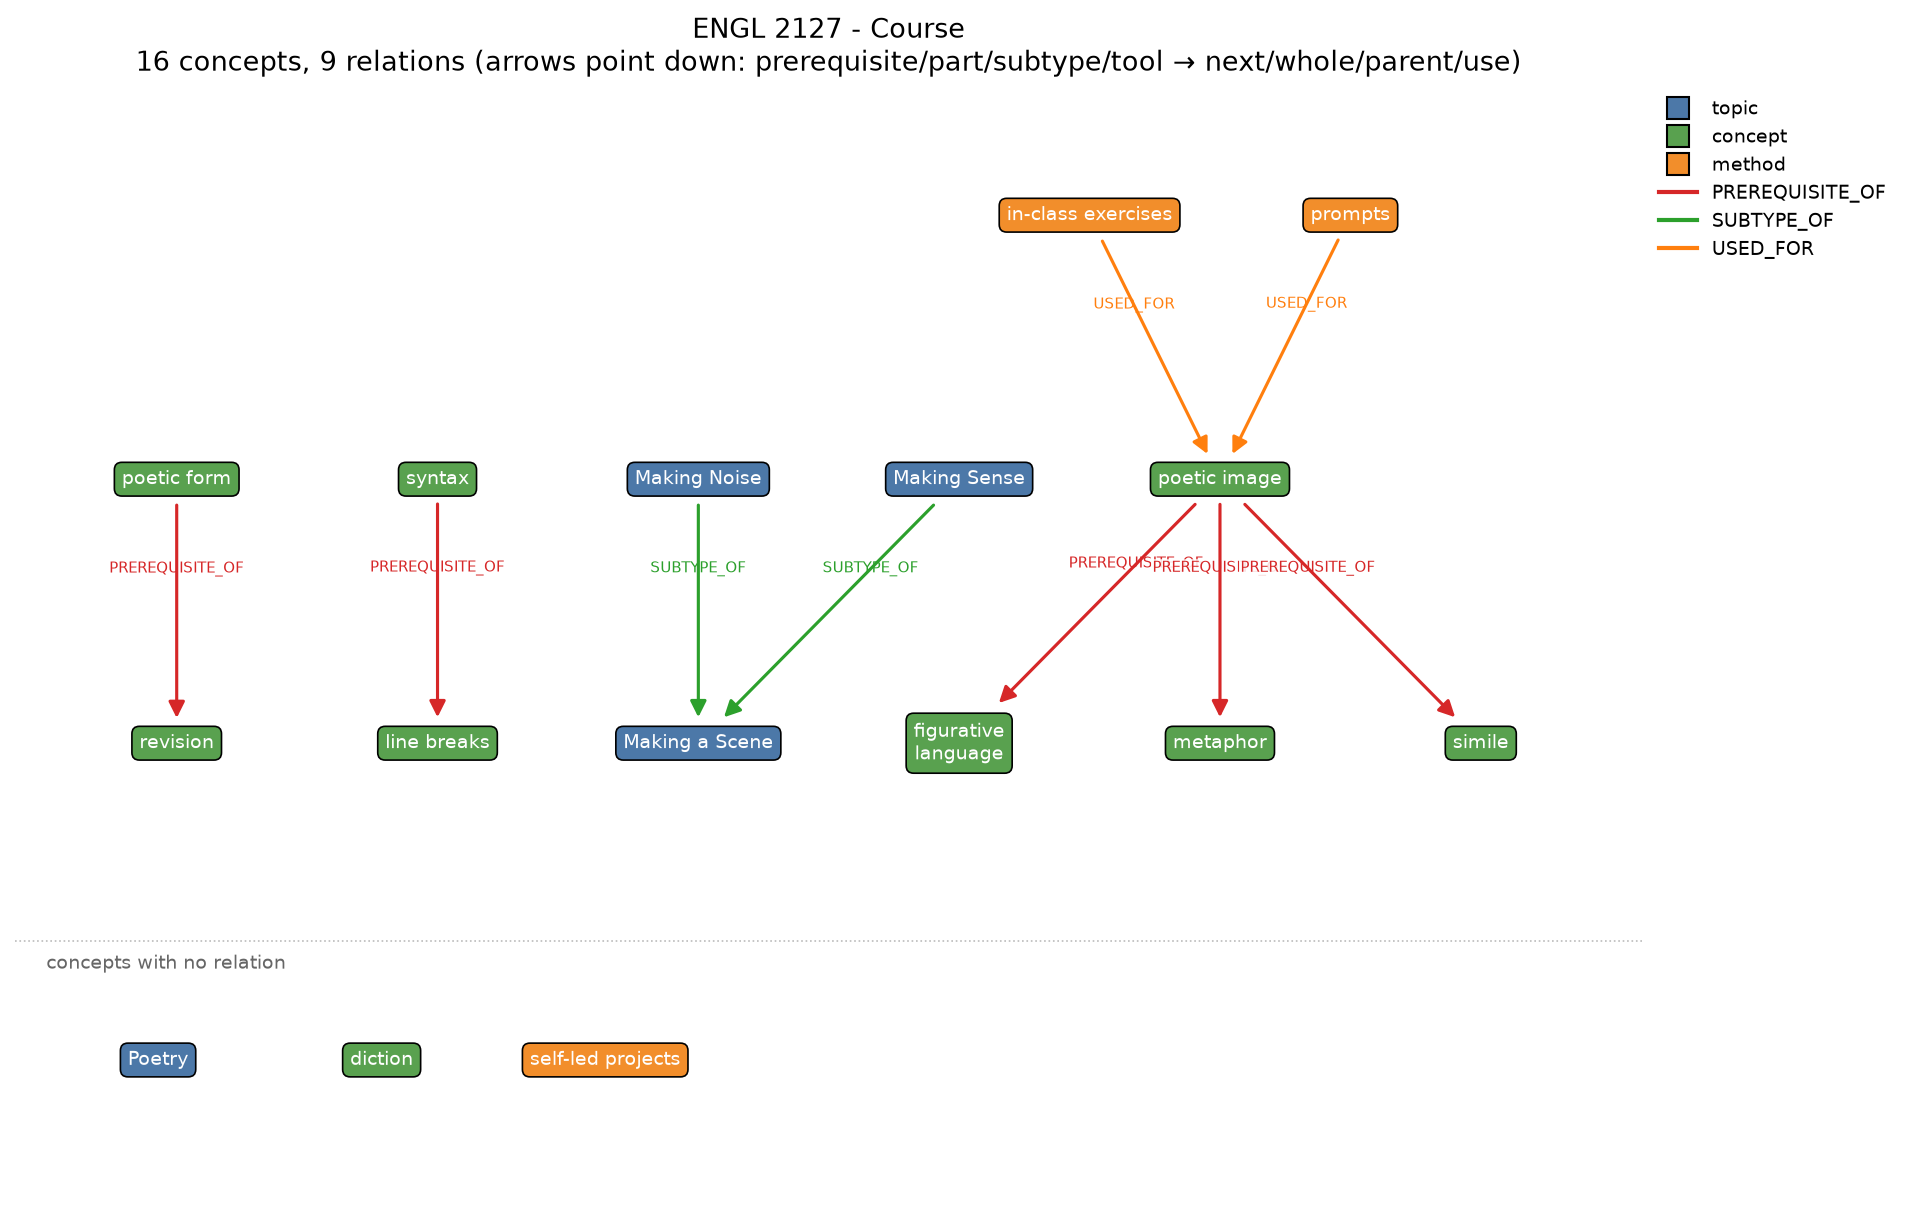 ENGL 2127 - Course
16 concepts, 9 relations (arrows point down: prerequisite/part/subtype/tool → next/whole/parent/use)
topic
concept
method
PREREQUISITE_OF
SUBTYPE_OF
USED_FOR
in-class exercises
prompts
USED_FOR
USED_FOR
poetic form
syntax
Making Noise
Making Sense
poetic image
PREREQUISITE_OF
PREREQUISITE_OF
SUBTYPE_OF
SUBTYPE_OF
PREREQUISITE_OF
PREREQUISI
PREREQUISITE_OF
revision
line breaks
Making a Scene
figurative
language
metaphor
simile
concepts with no relation
Poetry
diction
self-led projects